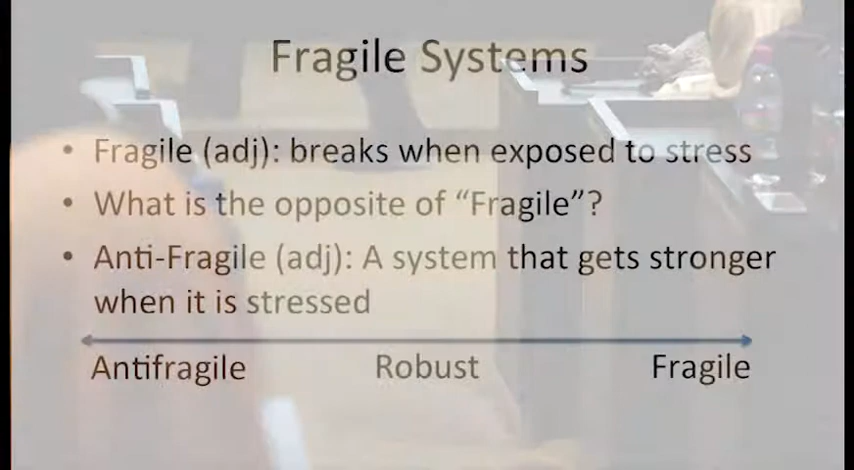 Fragile Systems
• Fragile (adj): breaks when exposed to stress
• What is the opposite of “Fragile”?
• Anti-Fragile (adj): A system that gets stronger
when it is stressed
Antifragile Robust Fragile